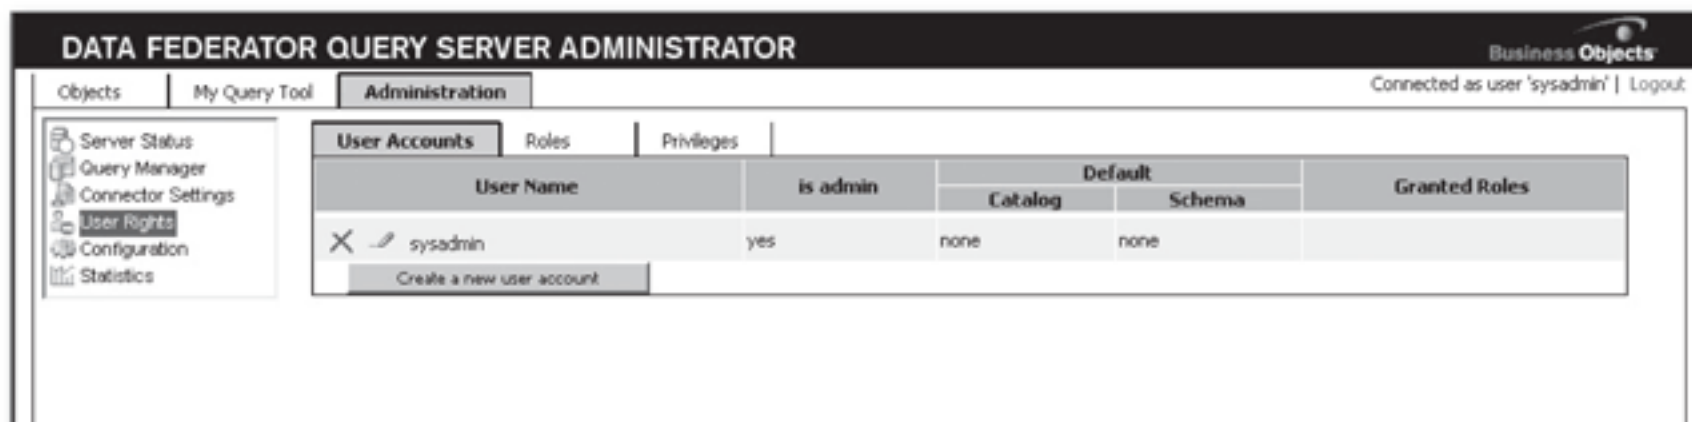 DATA FEDERATOR QUERY SERVER ADMINISTRATOR
Business Objects
Objects My Query Tool Administration
Connected as user 'sysadmin' | Logout
Server Status
Query Manager
Connector Settings
User Rights
Configuration
Statistics
User Accounts Roles Privileges
User Name is admin Default Granted Roles
Catalog Schema
sysadmin yes none none
Create a new user account